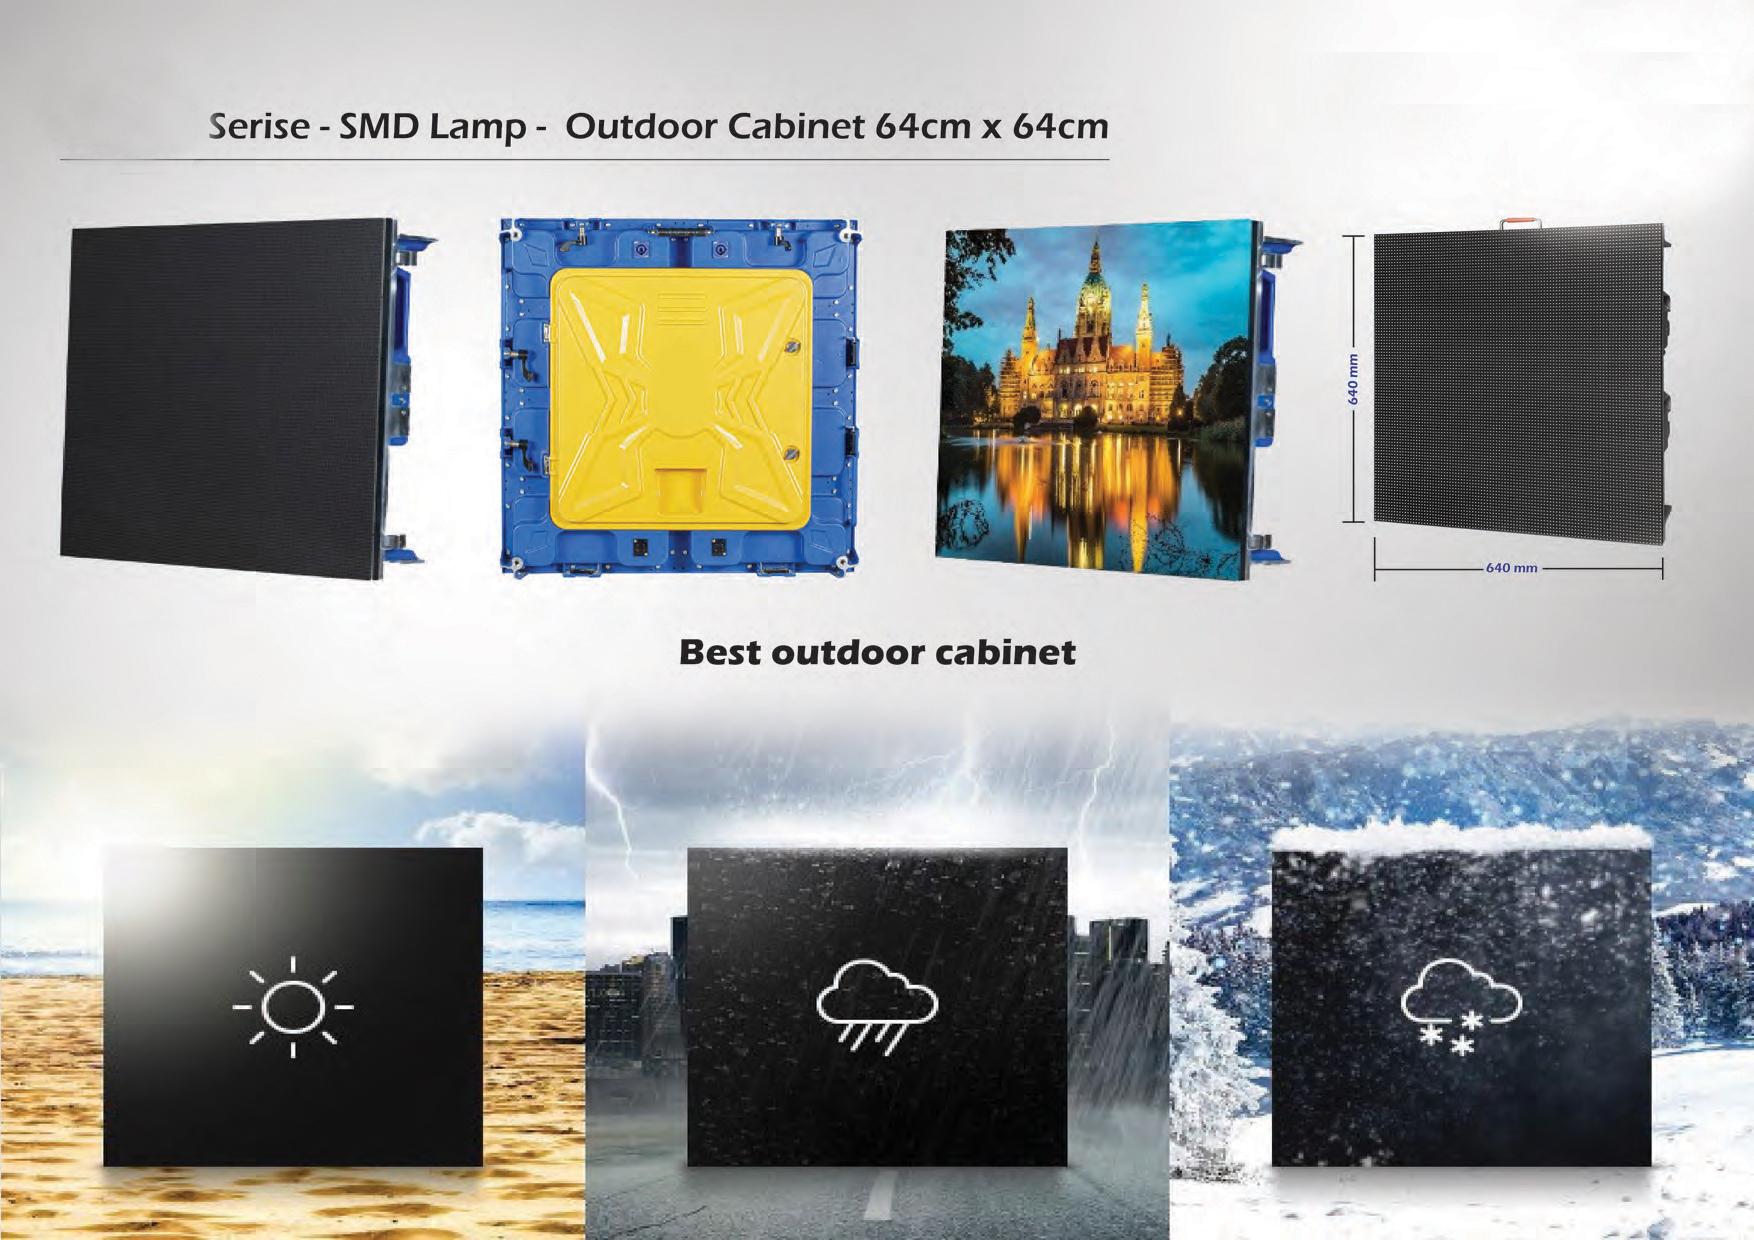 Serise - SMD Lamp - Outdoor Cabinet 64cm x 64cm
640 mm
640 mm
Best outdoor cabinet